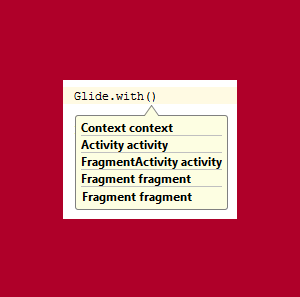 Glide.with()
Context context
Activity activity
FragmentActivity activity
Fragment fragment
Fragment fragment